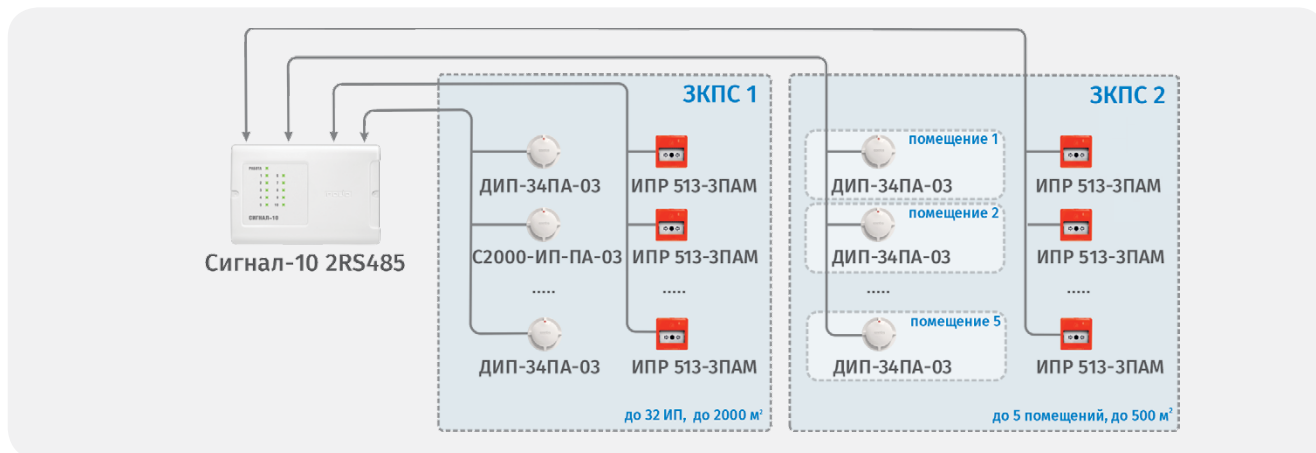 ЗКПС 1
ДИП-34ПА-03
ИПР 513-3ПАМ
С2000-ИП-ПА-03
ИПР 513-3ПАМ
.....
.....
ДИП-34ПА-03
ИПР 513-3ПАМ
до 32 ИП, до 2000 м²
ЗКПС 2
помещение 1
ДИП-34ПА-03
ИПР 513-3ПАМ
помещение 2
ДИП-34ПА-03
ИПР 513-3ПАМ
.....
.....
помещение 5
ДИП-34ПА-03
ИПР 513-3ПАМ
до 5 помещений, до 500 м²
СИГНАЛ-10
Сигнал-10 2RS485